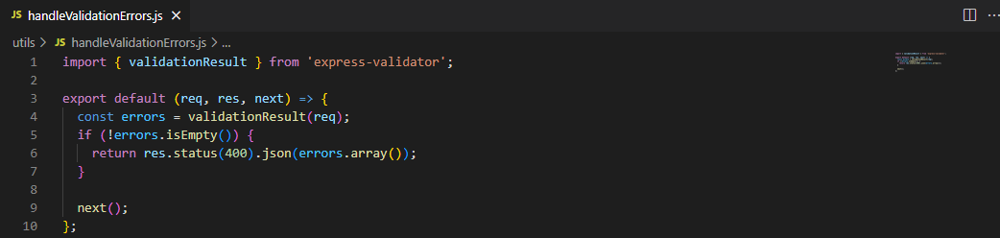 JS handleValidationErrors.js ×
utils > JS handleValidationErrors.js > ...
1 import { validationResult } from 'express-validator';
2
3 export default (req, res, next) => {
4   const errors = validationResult(req);
5   if (!errors.isEmpty()) {
6     return res.status(400).json(errors.array());
7   }
8
9   next();
10 };